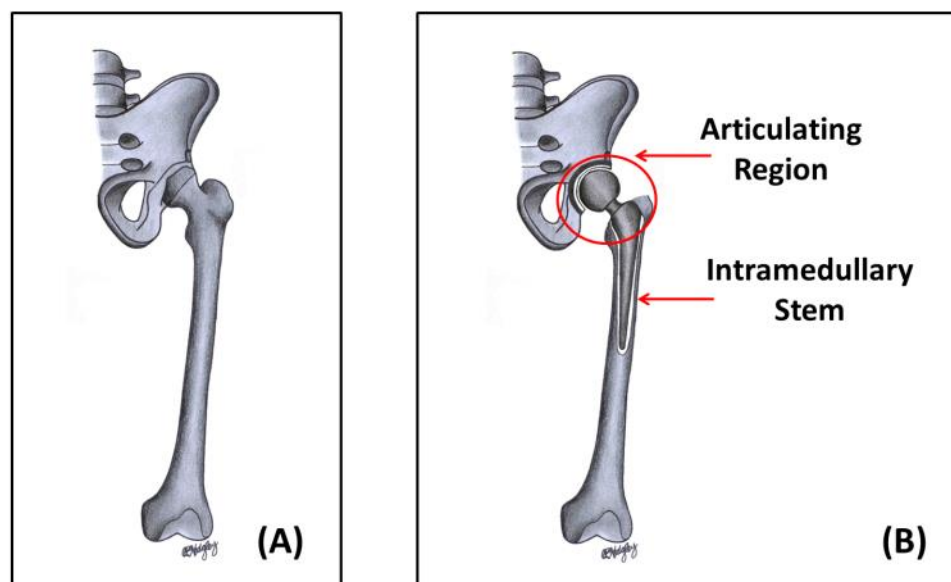 (A)
Articulating
Region
Intramedullary
Stem
(B)